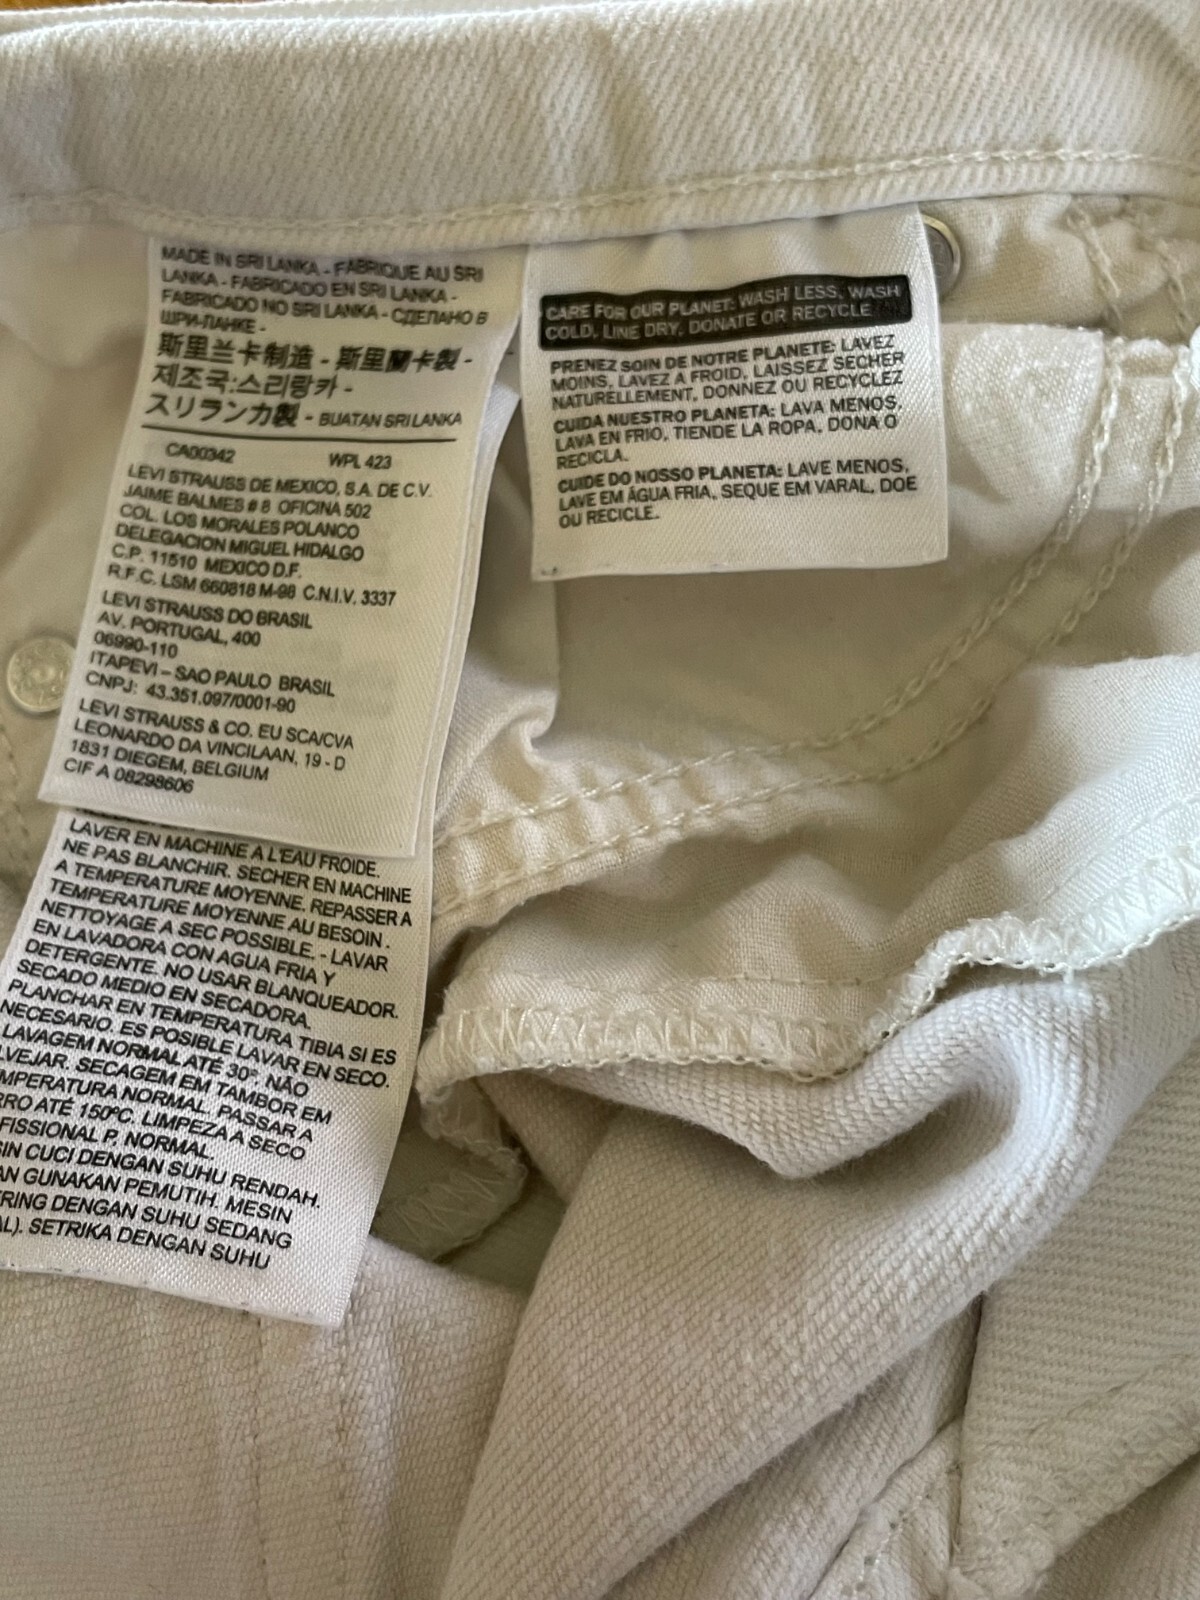 MADE IN SRI LANKA - FABRIQUE AU SRI
LANKA - FABRICADO EN SRI LANKA -
FABRICADO NO SRI LANKA - СДЕЛАНО В
ШРИ-ЛАНКЕ -
斯里兰卡制造 - 斯里蘭卡製 -
제조국:스리랑카 -
スリランカ製 - BUATAN SRI LANKA
CA00342 WPL 423
LEVI STRAUSS DE MEXICO, S.A. DE C.V.
JAIME BALMES # 8 OFICINA 502
COL. LOS MORALES POLANCO
DELEGACION MIGUEL HIDALGO
C.P. 11510 MEXICO D.F.
R.F.C. LSM 660818 M-98 C.N.I.V. 3337
LEVI STRAUSS DO BRASIL
AV. PORTUGAL, 400
06990-110
ITAPEVI – SAO PAULO BRASIL
CNPJ: 43.351.097/0001-90
LEVI STRAUSS & CO. EU SCA/CVA
LEONARDO DA VINCILAAN, 19 - D
1831 DIEGEM, BELGIUM
CIF A 08298606
LAVER EN MACHINE A L'EAU FROIDE.
NE PAS BLANCHIR. SECHER EN MACHINE
A TEMPERATURE MOYENNE. REPASSER A
TEMPERATURE MOYENNE AU BESOIN .
NETTOYAGE A SEC POSSIBLE. - LAVAR
EN LAVADORA CON AGUA FRIA Y
DETERGENTE. NO USAR BLANQUEADOR.
SECADO MEDIO EN SECADORA.
PLANCHAR EN TEMPERATURA TIBIA SI ES
NECESARIO. ES POSIBLE LAVAR EN SECO.
LAVAGEM NORMAL ATÉ 30º. NÃO
LVEJAR. SECAGEM EM TAMBOR EM
MPERATURA NORMAL. PASSAR A
RRO ATÉ 150ºC. LIMPEZA A SECO
FISSIONAL P, NORMAL.
SIN CUCI DENGAN SUHU RENDAH.
AN GUNAKAN PEMUTIH. MESIN
RING DENGAN SUHU SEDANG
AL). SETRIKA DENGAN SUHU
CARE FOR OUR PLANET: WASH LESS, WASH
COLD, LINE DRY, DONATE OR RECYCLE
PRENEZ SOIN DE NOTRE PLANETE: LAVEZ
MOINS, LAVEZ A FROID, LAISSEZ SECHER
NATURELLEMENT, DONNEZ OU RECYCLEZ
CUIDA NUESTRO PLANETA: LAVA MENOS,
LAVA EN FRIO, TIENDE LA ROPA, DONA O
RECICLA.
CUIDE DO NOSSO PLANETA: LAVE MENOS,
LAVE EM ÁGUA FRIA, SEQUE EM VARAL, DOE
OU RECICLE.